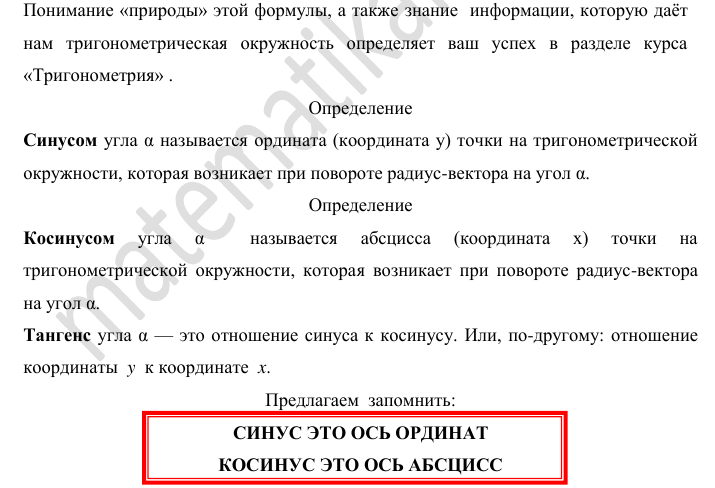 Понимание «природы» этой формулы, а также знание информации, которую даёт
нам тригонометрическая окружность определяет ваш успех в разделе курса
«Тригонометрия» .
Определение
Синусом угла α называется ордината (координата y) точки на тригонометрической
окружности, которая возникает при повороте радиус-вектора на угол α.
Определение
Косинусом угла α называется абсцисса (координата x) точки на
тригонометрической окружности, которая возникает при повороте радиус-вектора
на угол α.
Тангенс угла α — это отношение синуса к косинусу. Или, по-другому: отношение
координаты y к координате x.
Предлагаем запомнить:
СИНУС ЭТО ОСЬ ОРДИНАТ
КОСИНУС ЭТО ОСЬ АБСЦИСС